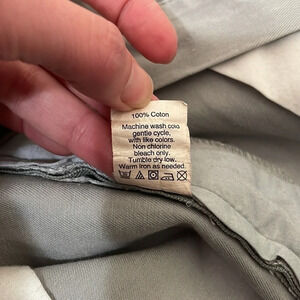 100% Coton
Machine wash cold
gentle cycle,
with like colors.
Non chlorine
bleach only.
Tumble dry low.
Warm iron as needed.